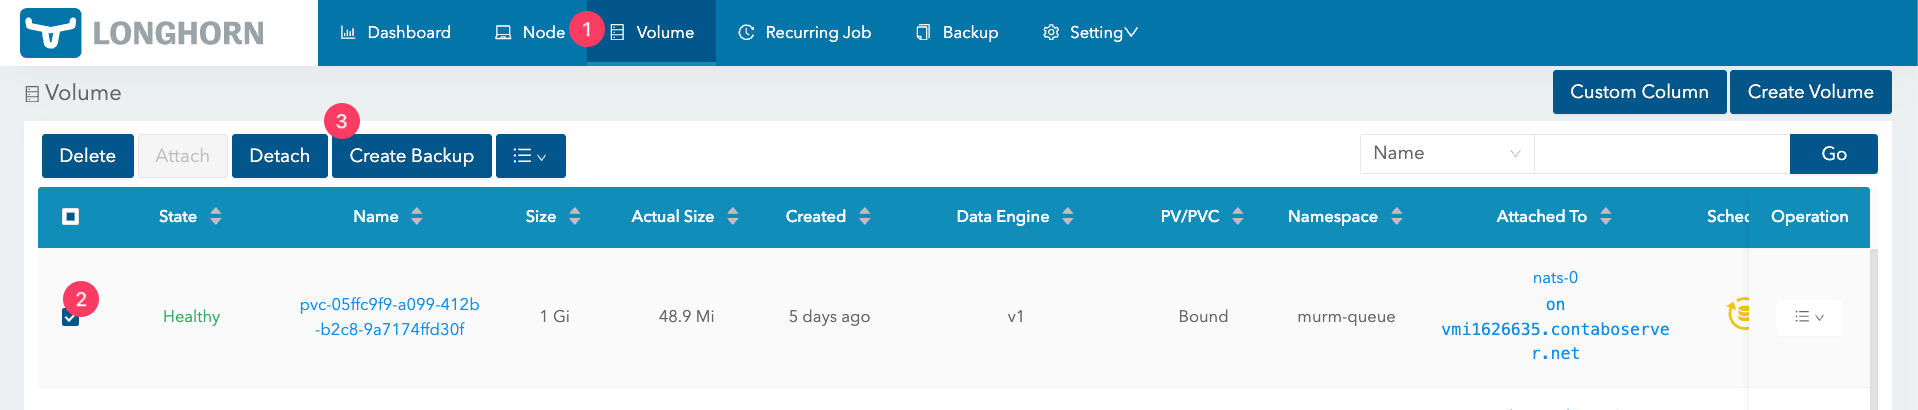 LONGHORN
Dashboard
Node
1
Volume
Recurring Job
Backup
Setting
Volume
Custom Column
Create Volume
3
Delete
Attach
Detach
Create Backup
Name
Go
State
Name
Size
Actual Size
Created
Data Engine
PV/PVC
Namespace
Attached To
Sched
Operation
2
Healthy
pvc-05ffc9f9-a099-412b
-b2c8-9a7174ffd30f
1 Gi
48.9 Mi
5 days ago
v1
Bound
murm-queue
nats-0
on
vmi1626635.contaboserve
r.net